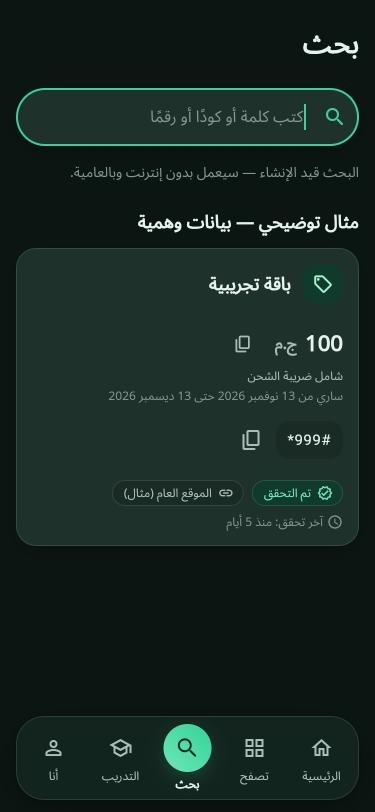 بحث
كتب كلمة أو كودًا أو رقمًا
البحث قيد الإنشاء — سيعمل بدون إنترنت وبالعامية.
مثال توضيحي — بيانات وهمية
باقة تجريبية
100 ج.م
شامل ضريبة الشحن
ساري من 13 نوفمبر 2026 حتى 13 ديسمبر 2026
*999#
تم التحقق
الموقع العام (مثال)
آخر تحقق: منذ 5 أيام
الرئيسية
تصفح
بحث
التدريب
أنا